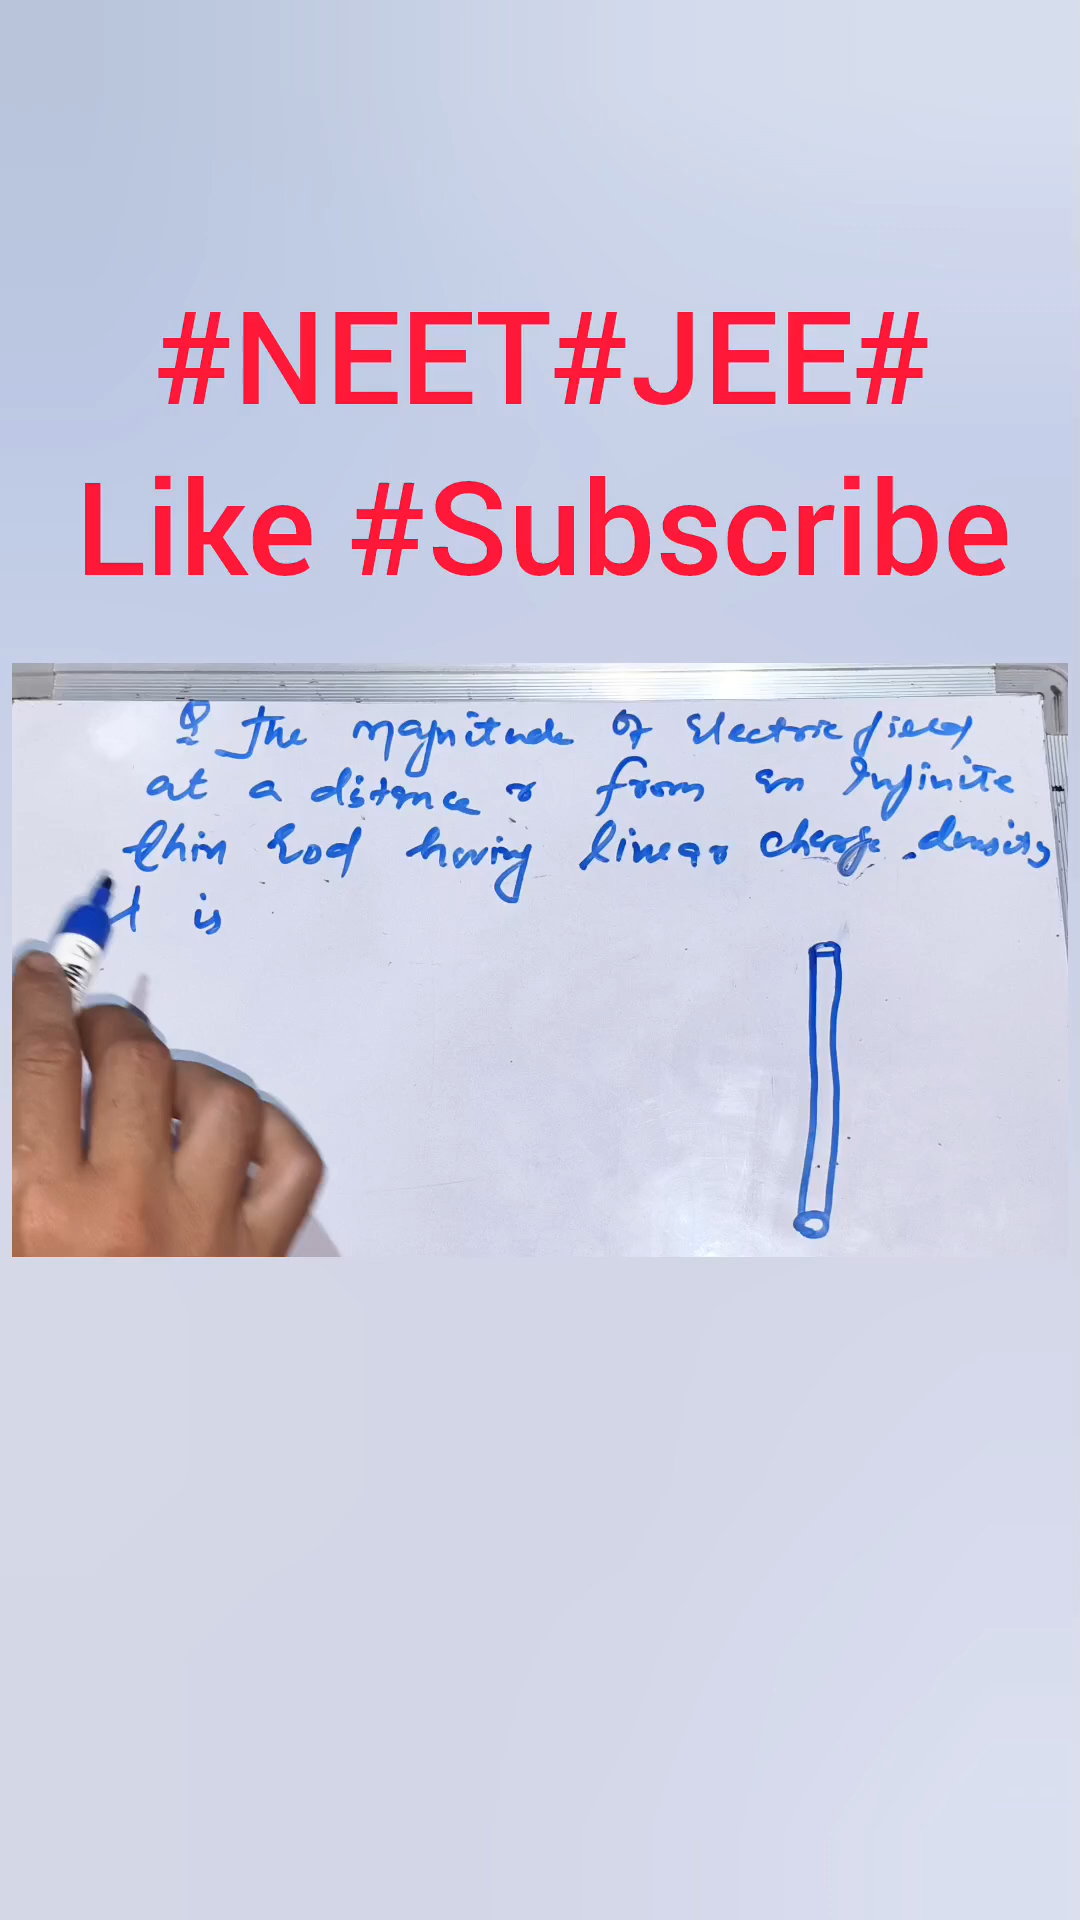 #NEET#JEE#
Like #Subscribe
Q The magnitude of Electric field
at a distance r from an Infinite
thin rod having linear charge density
λ is